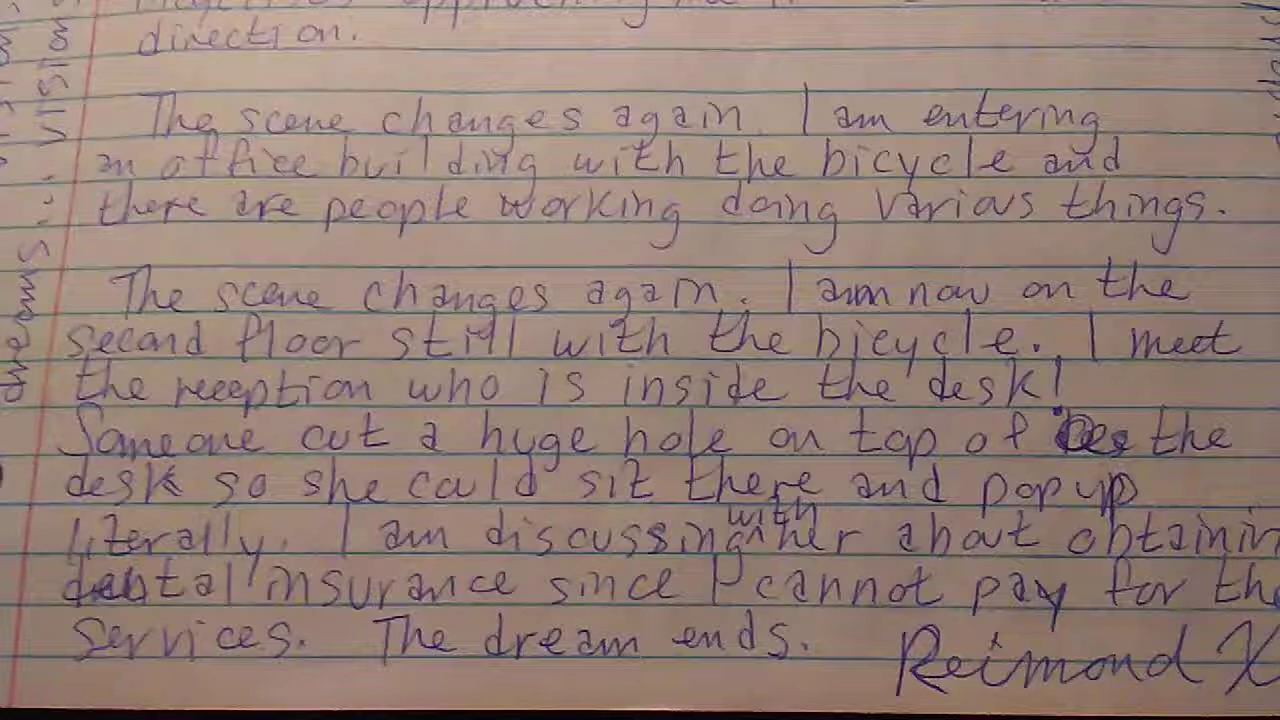 direction.
The scene changes again. I am entering
an office building with the bicycle and
there are people working doing various things.
The scene changes again. I am now on the
second floor still with the bicycle. I meet
the reception who is inside the desk!
Someone cut a huge hole on top of the
desk so she could sit there and pop up
literally. I am discussing with her about obtainin
dental insurance since I cannot pay for the
services. The dream ends. Reimond X
dreams :: vision